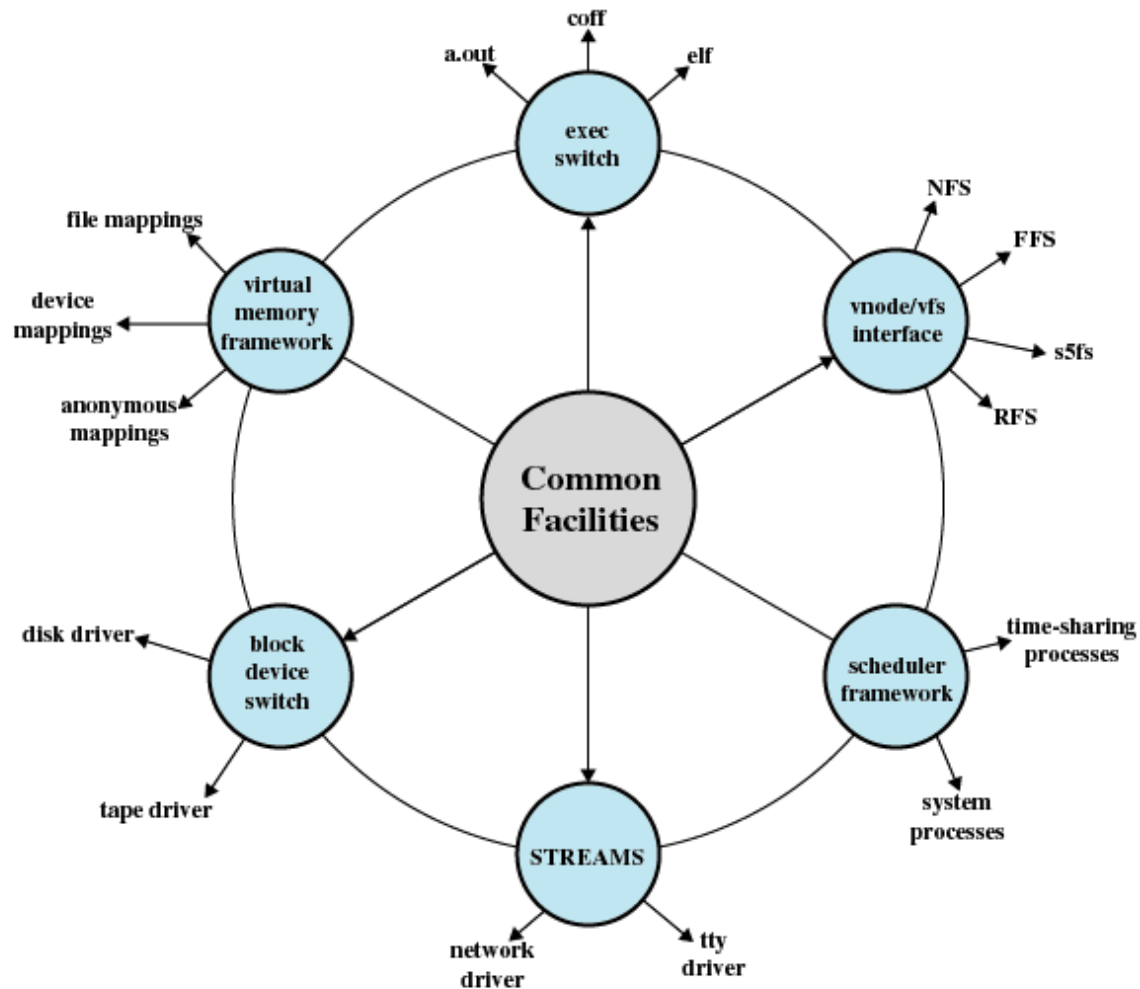 coff
a.out
elf
exec
switch
NFS
FFS
vnode/vfs
interface
s5fs
RFS
file mappings
virtual
memory
framework
device
mappings
anonymous
mappings
Common
Facilities
disk driver
block
device
switch
tape driver
time-sharing
processes
scheduler
framework
system
processes
STREAMS
network
driver
tty
driver